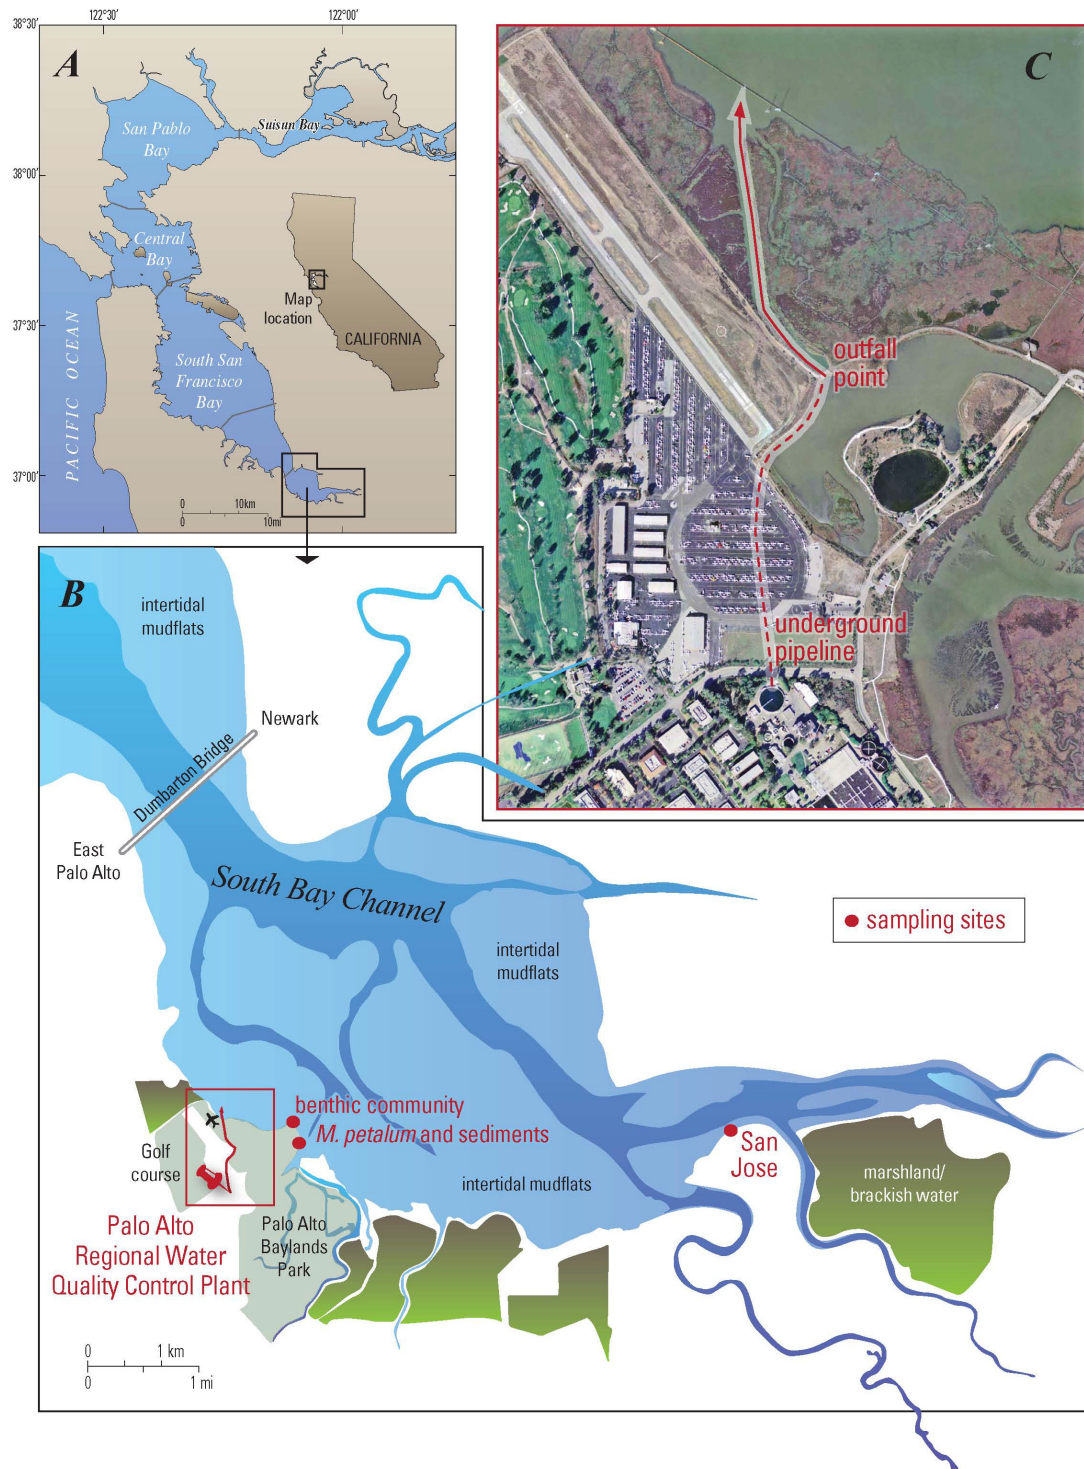 122°30'
122°00'
38°30'
38°00'
37°30'
37°00'
A
San Pablo
Bay
Suisun Bay
Central
Bay
South San
Francisco
Bay
PACIFIC OCEAN
Map
location
CALIFORNIA
0 10km
0 10mi
C
outfall
point
underground
pipeline
B
intertidal
mudflats
Newark
Dumbarton Bridge
East
Palo Alto
South Bay Channel
intertidal
mudflats
sampling sites
benthic community
M. petalum and sediments
Golf
course
San
Jose
marshland/
brackish water
intertidal mudflats
Palo Alto
Regional Water
Quality Control Plant
Palo Alto
Baylands
Park
0 1 km
0 1 mi